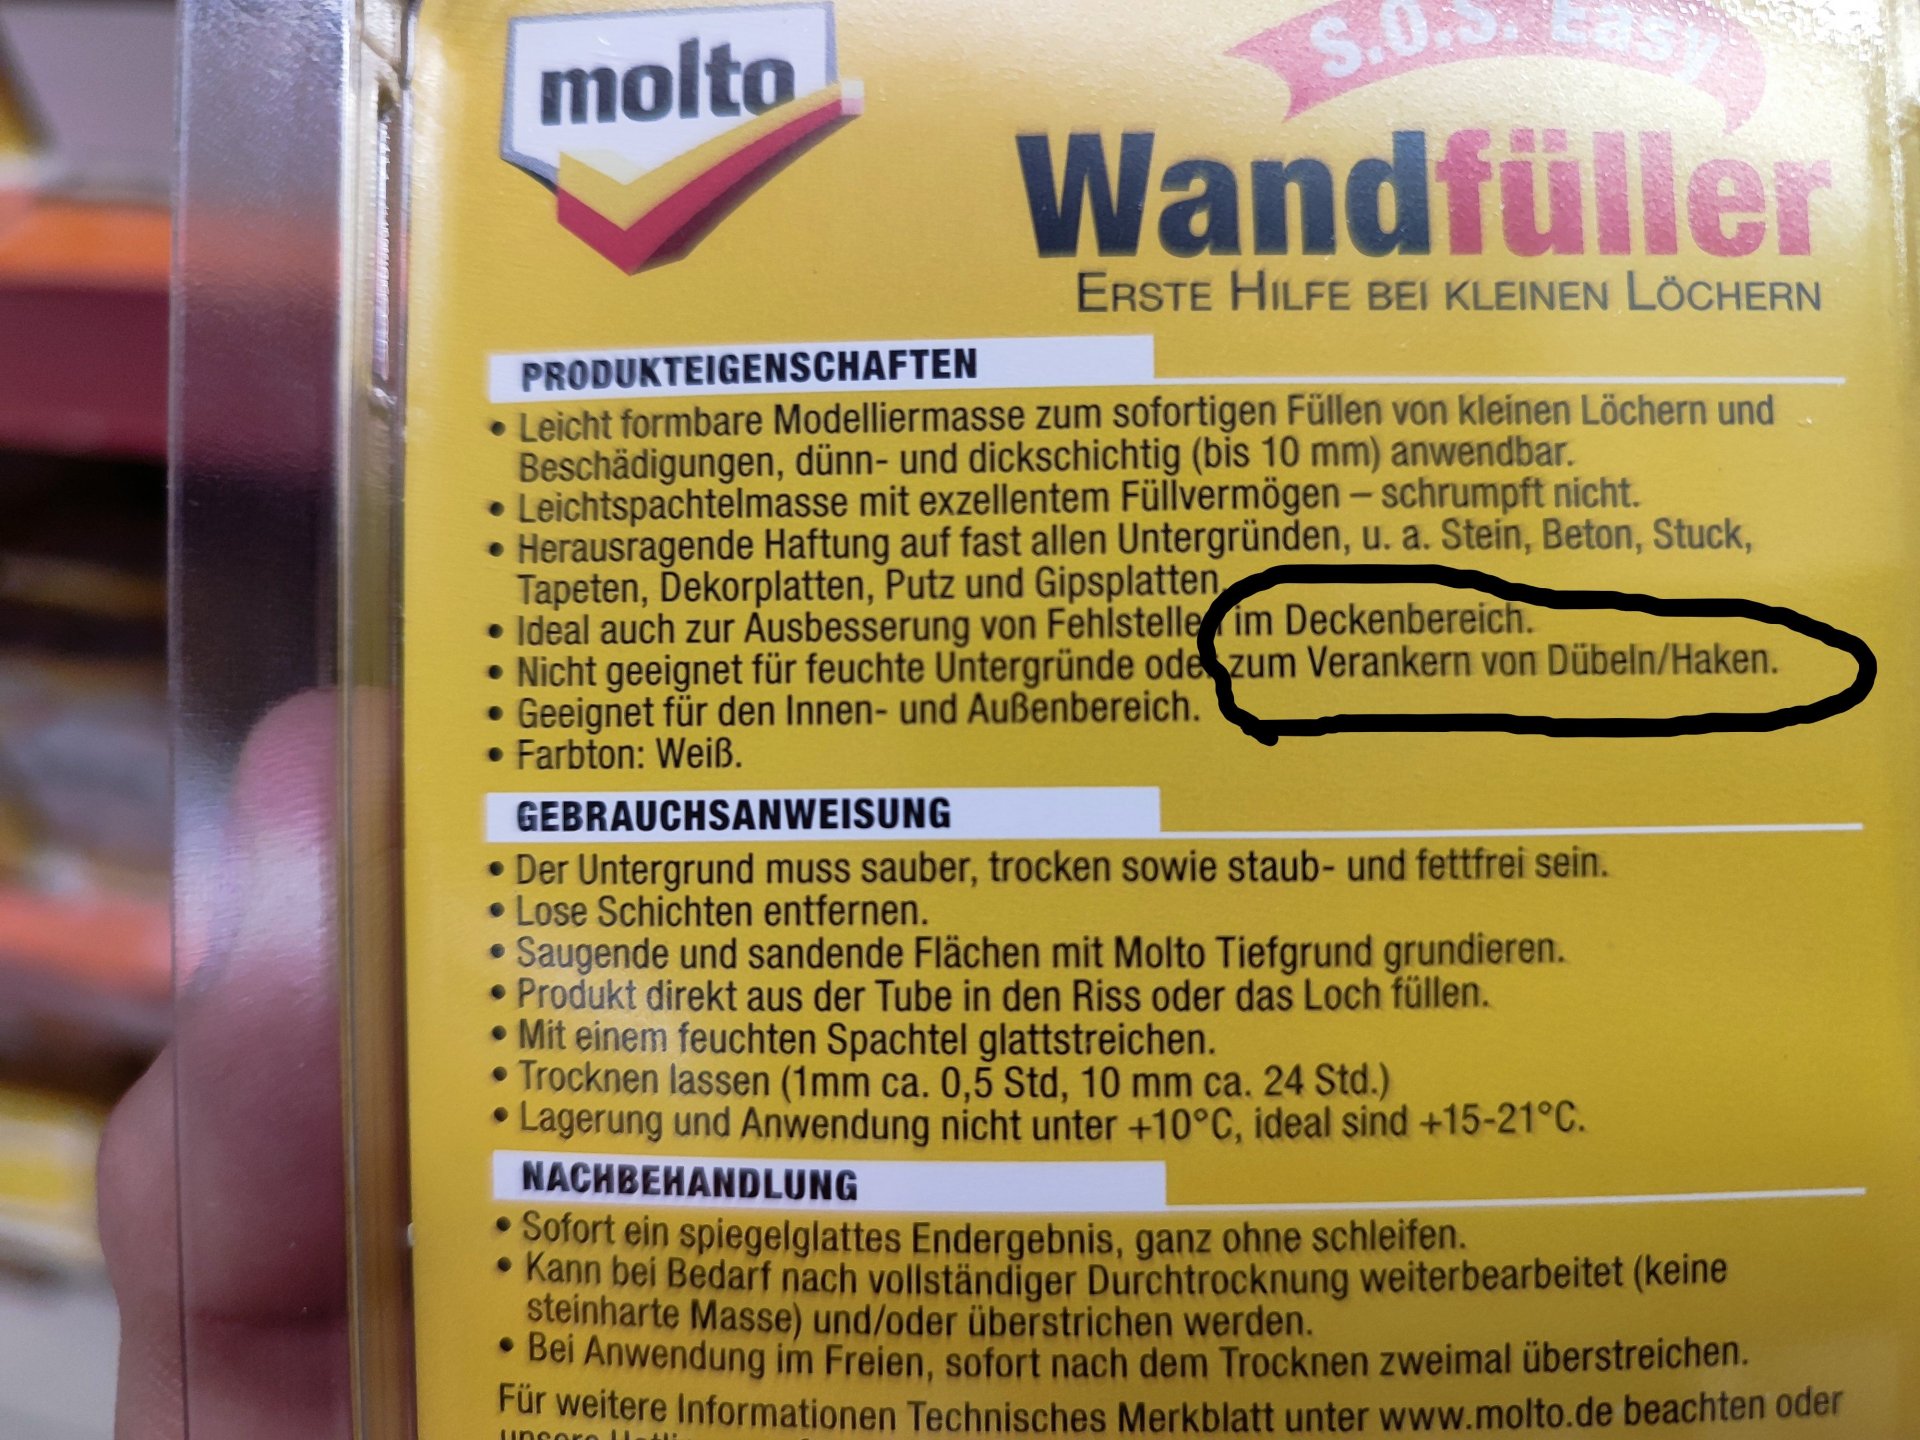 molto
S.O.S. Easy
Wandfüller
ERSTE HILFE BEI KLEINEN LÖCHERN
PRODUKTEIGENSCHAFTEN
• Leicht formbare Modelliermasse zum sofortigen Füllen von kleinen Löchern und
Beschädigungen, dünn- und dickschichtig (bis 10 mm) anwendbar.
• Leichtspachtelmasse mit exzellentem Füllvermögen – schrumpft nicht.
• Herausragende Haftung auf fast allen Untergründen, u. a. Stein, Beton, Stuck,
Tapeten, Dekorplatten, Putz und Gipsplatten.
• Ideal auch zur Ausbesserung von Fehlstellen im Deckenbereich.
• Nicht geeignet für feuchte Untergründe oder zum Verankern von Dübeln/Haken.
• Geeignet für den Innen- und Außenbereich.
• Farbton: Weiß.
GEBRAUCHSANWEISUNG
• Der Untergrund muss sauber, trocken sowie staub- und fettfrei sein.
• Lose Schichten entfernen.
• Saugende und sandende Flächen mit Molto Tiefgrund grundieren.
• Produkt direkt aus der Tube in den Riss oder das Loch füllen.
• Mit einem feuchten Spachtel glattstreichen.
• Trocknen lassen (1mm ca. 0,5 Std, 10 mm ca. 24 Std.)
• Lagerung und Anwendung nicht unter +10°C, ideal sind +15-21°C.
NACHBEHANDLUNG
• Sofort ein spiegelglattes Endergebnis, ganz ohne schleifen.
• Kann bei Bedarf nach vollständiger Durchtrocknung weiterbearbeitet (keine
steinharte Masse) und/oder überstrichen werden.
• Bei Anwendung im Freien, sofort nach dem Trocknen zweimal überstreichen.
Für weitere Informationen Technisches Merkblatt unter www.molto.de beachten oder